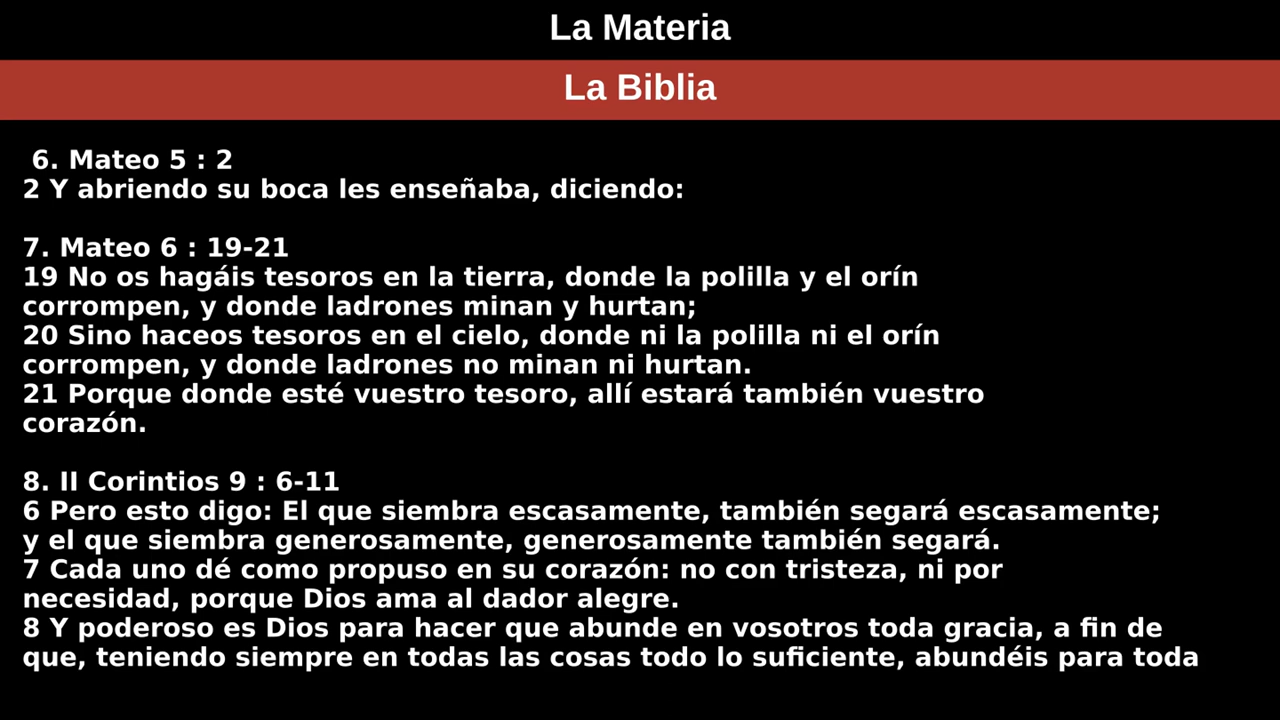 La Materia
La Biblia
6. Mateo 5 : 2
2 Y abriendo su boca les enseñaba, diciendo:
7. Mateo 6 : 19-21
19 No os hagáis tesoros en la tierra, donde la polilla y el orín
corrompen, y donde ladrones minan y hurtan;
20 Sino haceos tesoros en el cielo, donde ni la polilla ni el orín
corrompen, y donde ladrones no minan ni hurtan.
21 Porque donde esté vuestro tesoro, allí estará también vuestro
corazón.
8. II Corintios 9 : 6-11
6 Pero esto digo: El que siembra escasamente, también segará escasamente;
y el que siembra generosamente, generosamente también segará.
7 Cada uno dé como propuso en su corazón: no con tristeza, ni por
necesidad, porque Dios ama al dador alegre.
8 Y poderoso es Dios para hacer que abunde en vosotros toda gracia, a fin de
que, teniendo siempre en todas las cosas todo lo suficiente, abundéis para toda